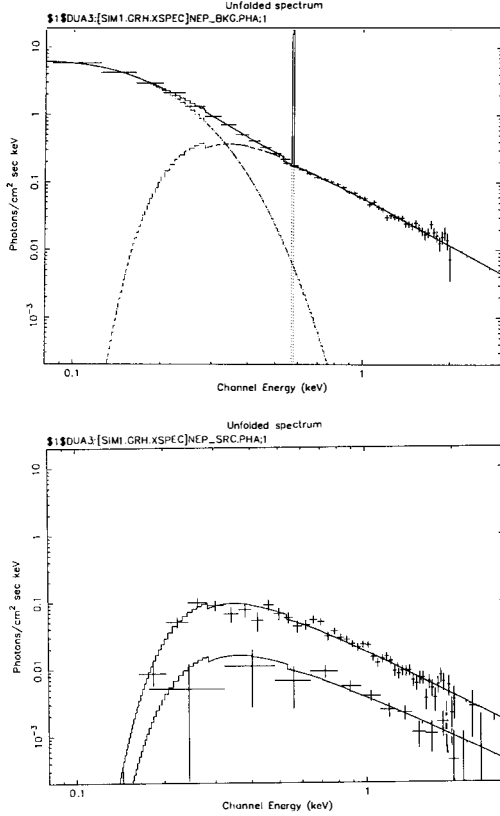 Unfolded spectrum
$1$DUA3:[SIM1.GRH.XSPEC]NEP_BKG.PHA;1
Photons/cm² sec keV
10
1
0.1
0.01
10⁻³
0.1
1
Channel Energy (keV)
Unfolded spectrum
$1$DUA3:[SIM1.GRH.XSPEC]NEP_SRC.PHA;1
Photons/cm² sec keV
10
1
0.1
0.01
10⁻³
0.1
1
Channel Energy (keV)